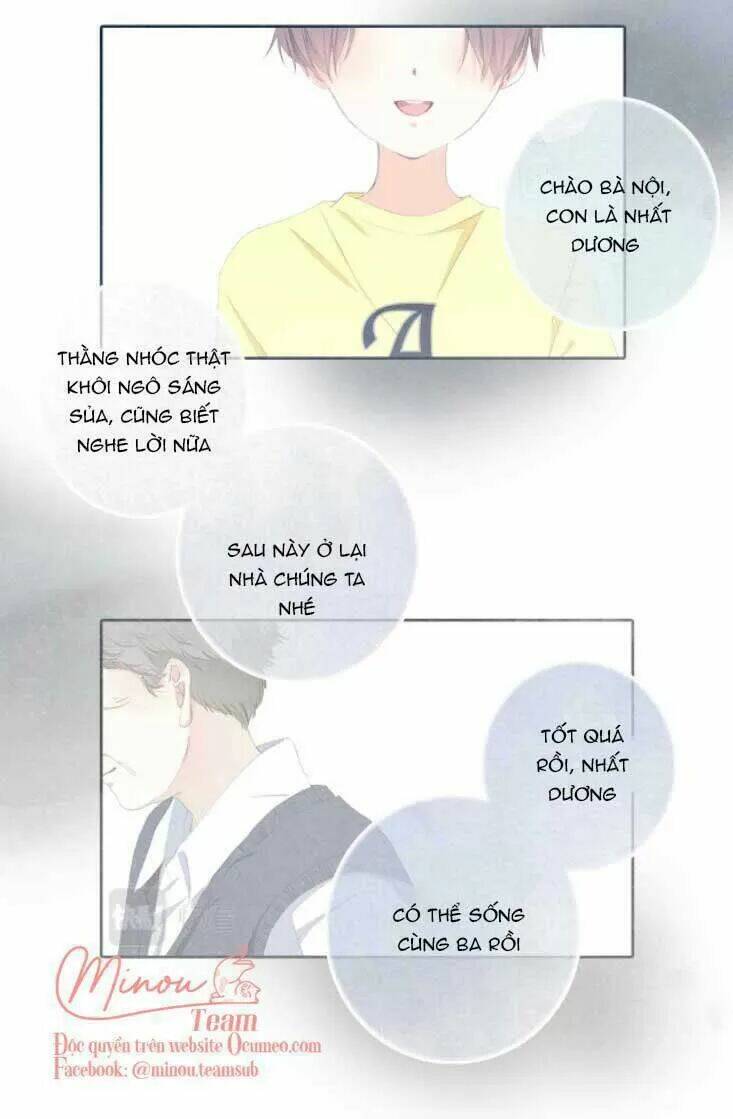 CHÀO BÀ NỘI,
CON LÀ NHẤT
DƯƠNG
A
THẰNG NHÓC THẬT
KHÔI NGÔ SÁNG
SỦA, CŨNG BIẾT
NGHE LỜI NỮA
SAU NÀY Ở LẠI
NHÀ CHÚNG TA
NHÉ
TỐT QUÁ
RỒI, NHẤT
DƯƠNG
CÓ THỂ SỐNG
CÙNG BA RỒI
Minou
Team
Độc quyền trên website Ocumeo.com
Facebook: @minou.teamsub